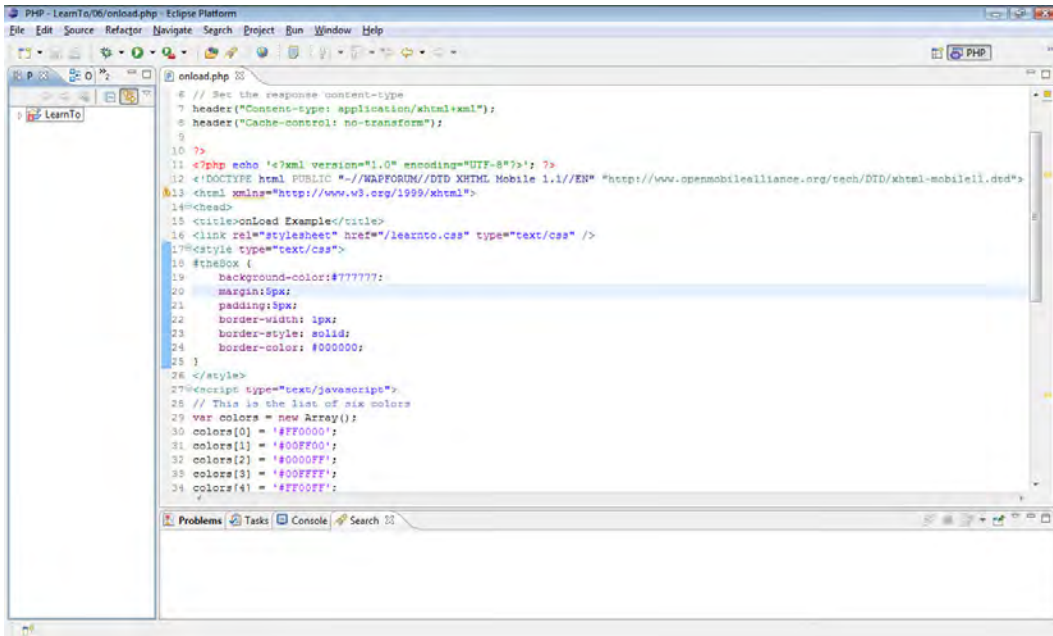 PHP - LearnTo/06/onload.php - Eclipse Platform
File Edit Source Refactor Navigate Search Project Run Window Help
PHP
P O 2
onload.php
LearnTo
6 // Set the response content-type
7 header("Content-type: application/xhtml+xml");
8 header("Cache-control: no-transform");
9
10 ?>
11 <?php echo '<?xml version="1.0" encoding="UTF-8"?>'; ?>
12 <!DOCTYPE html PUBLIC "-//WAPFORUM//DTD XHTML Mobile 1.1//EN" "http://www.openmobilealliance.org/tech/DTD/xhtml-mobile11.dtd">
13 <html xmlns="http://www.w3.org/1999/xhtml">
14 <head>
15 <title>onLoad Example</title>
16 <link rel="stylesheet" href="/learnto.css" type="text/css" />
17 <style type="text/css">
18 #theBox {
19 background-color:#777777;
20 margin:5px;
21 padding:5px;
22 border-width: 1px;
23 border-style: solid;
24 border-color: #000000;
25 }
26 </style>
27 <script type="text/javascript">
28 // This is the list of six colors
29 var colors = new Array();
30 colors[0] = '#FF0000';
31 colors[1] = '#00FF00';
32 colors[2] = '#0000FF';
33 colors[3] = '#00FFFF';
34 colors[4] = '#FF00FF';
Problems Tasks Console Search